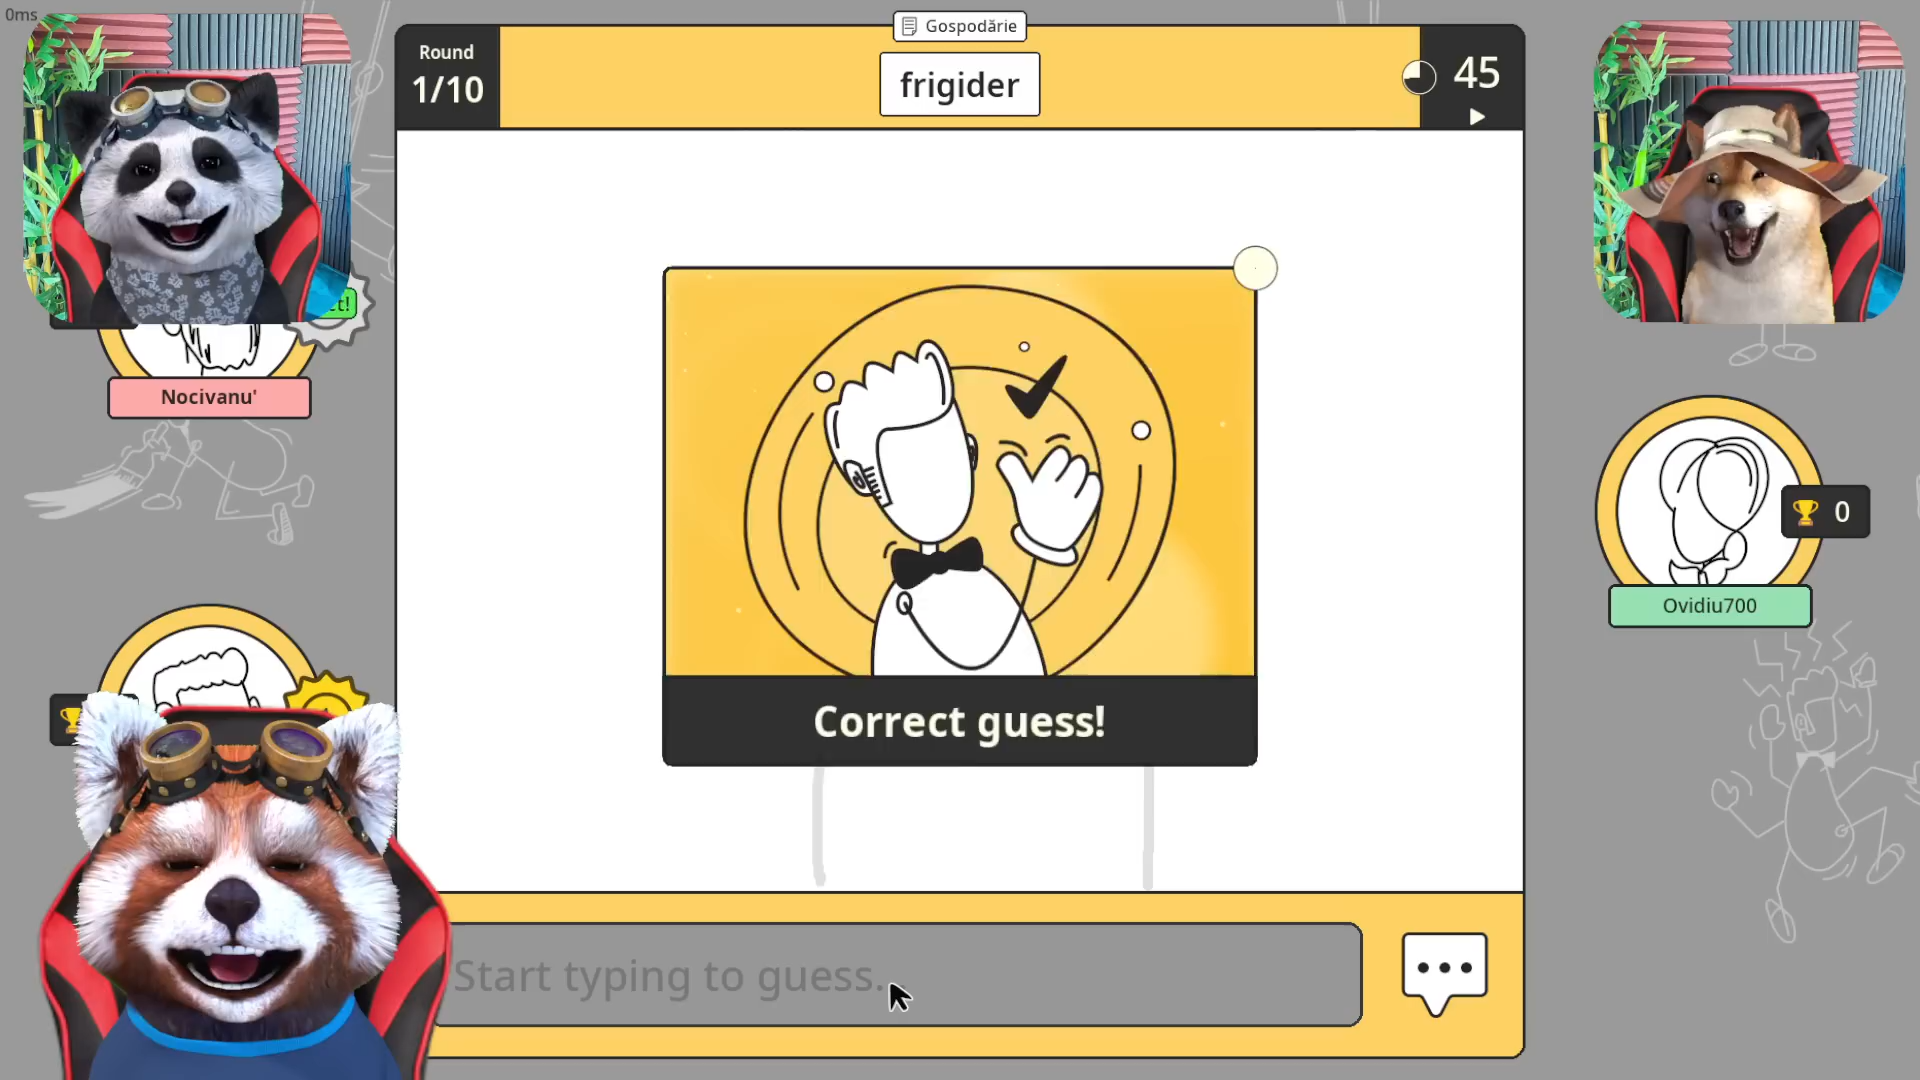 0ms
Gospodărie
Round
1/10
frigider
45
Nocivanu'
0
Ovidiu700
Correct guess!
Start typing to guess.